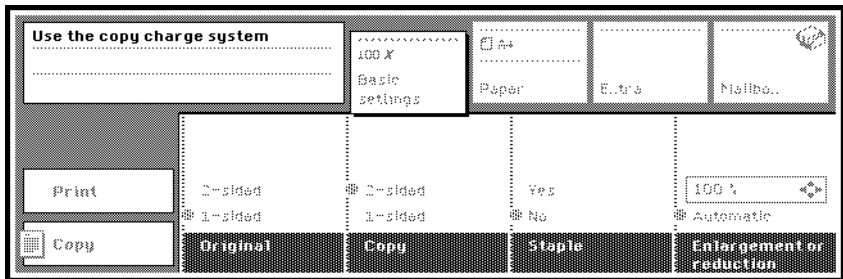 Use the copy charge system
100 %
Basic
settings
A4
Paper
Extra
Mailbox
Print
Copy
2-sided
1-sided
Original
2-sided
1-sided
Copy
Yes
No
Staple
100 %
Automatic
Enlargement or
reduction